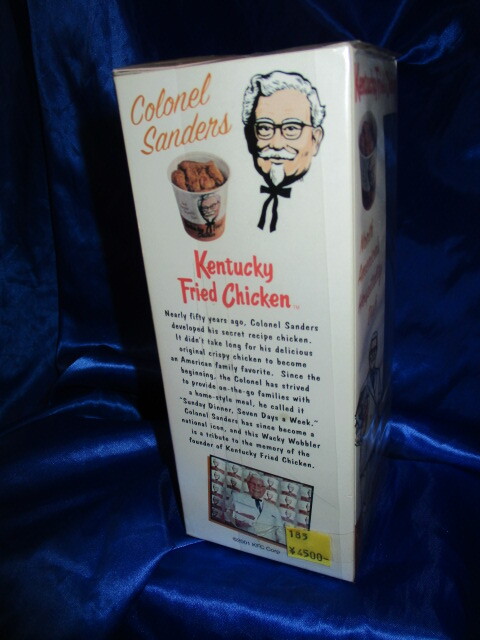 Colonel
Sanders
Kentucky
Fried Chicken
Nearly fifty years ago, Colonel Sanders
developed his secret recipe chicken.
It didn't take long for his delicious
original crispy chicken to become
an American family favorite. Since the
beginning, the Colonel has strived
to provide on-the-go families with
a home-style meal, he called it
"Sunday Dinner, Seven Days a Week."
Colonel Sanders has since become a
national icon, and this Wacky Wobbler
is a tribute to the memory of the
founder of Kentucky Fried Chicken.
185
¥4500-
Kentucky